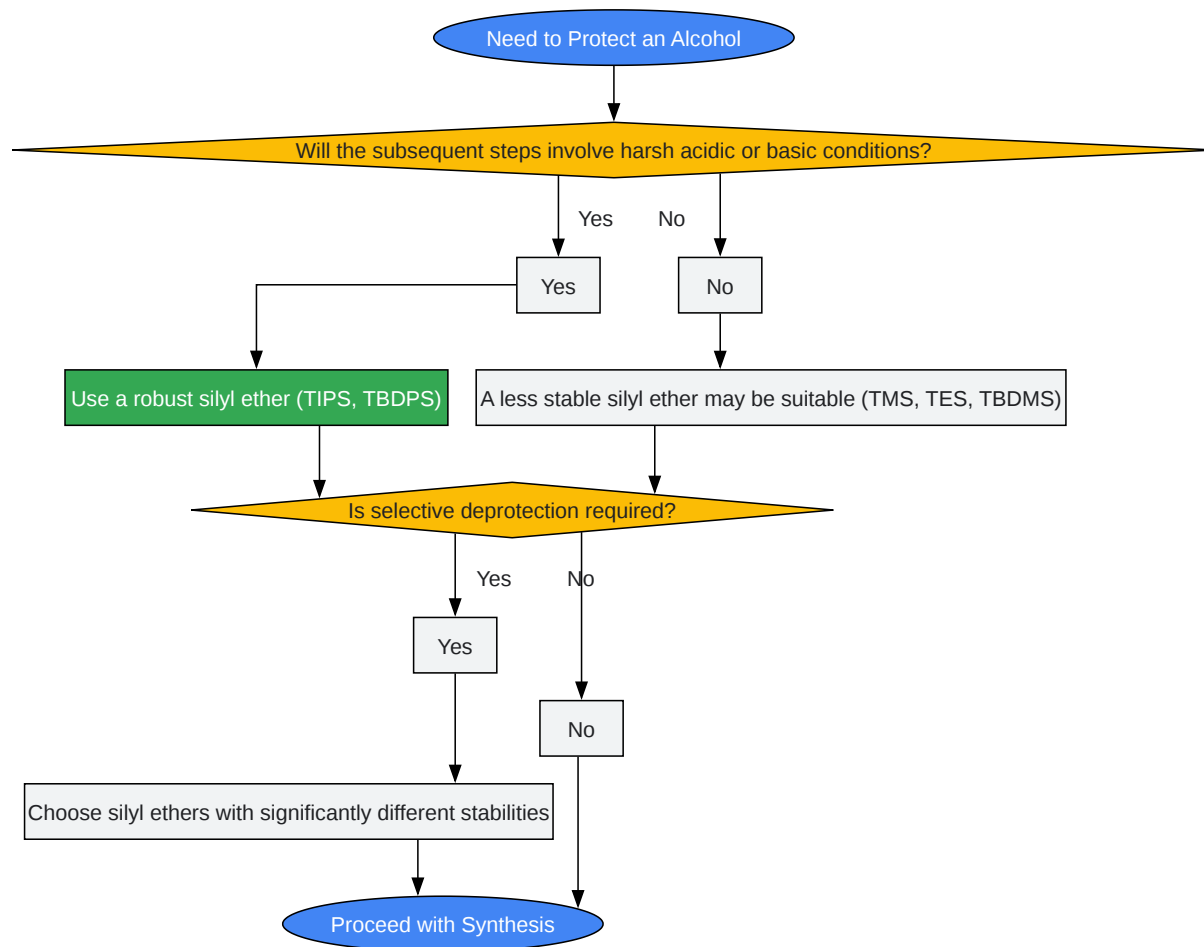 Need to Protect an Alcohol
Will the subsequent steps involve harsh acidic or basic conditions?
Yes
No
Yes
No
Use a robust silyl ether (TIPS, TBDPS)
A less stable silyl ether may be suitable (TMS, TES, TBDMS)
Is selective deprotection required?
Yes
No
Yes
No
Choose silyl ethers with significantly different stabilities
Proceed with Synthesis